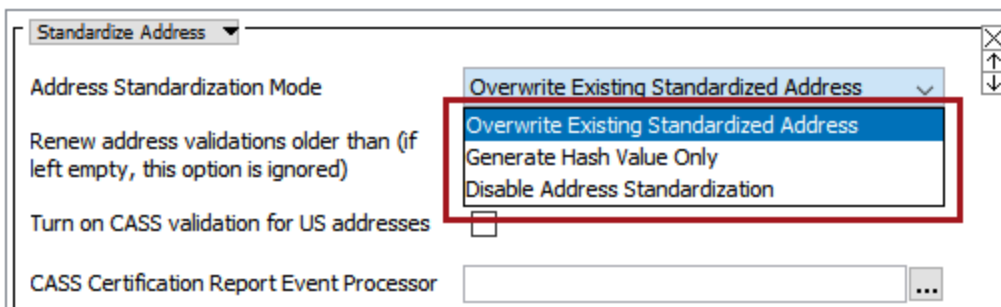 Standardize Address
Address Standardization Mode
Overwrite Existing Standardized Address
Overwrite Existing Standardized Address
Generate Hash Value Only
Disable Address Standardization
Renew address validations older than (if
left empty, this option is ignored)
Turn on CASS validation for US addresses
CASS Certification Report Event Processor
...